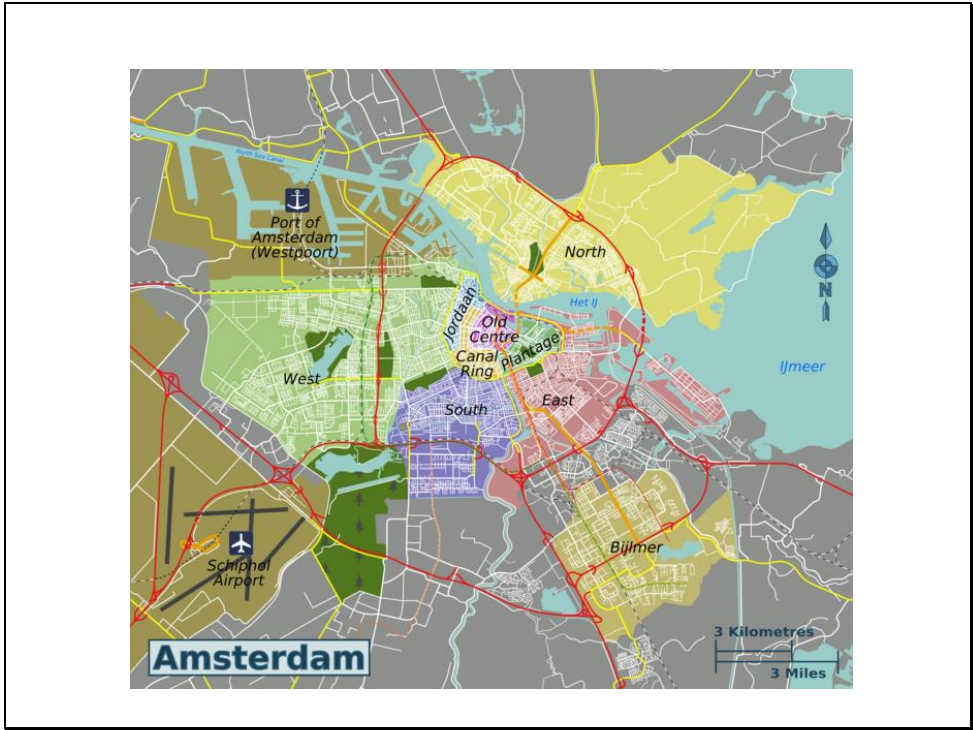 North Sea Canal
Port of
Amsterdam
(Westpoort)
North
Het IJ
N
Jordaan
Old
Centre
Plantage
Canal
Ring
IJmeer
West
South
East
Bijlmer
Schiphol
Airport
Amsterdam
3 Kilometres
3 Miles